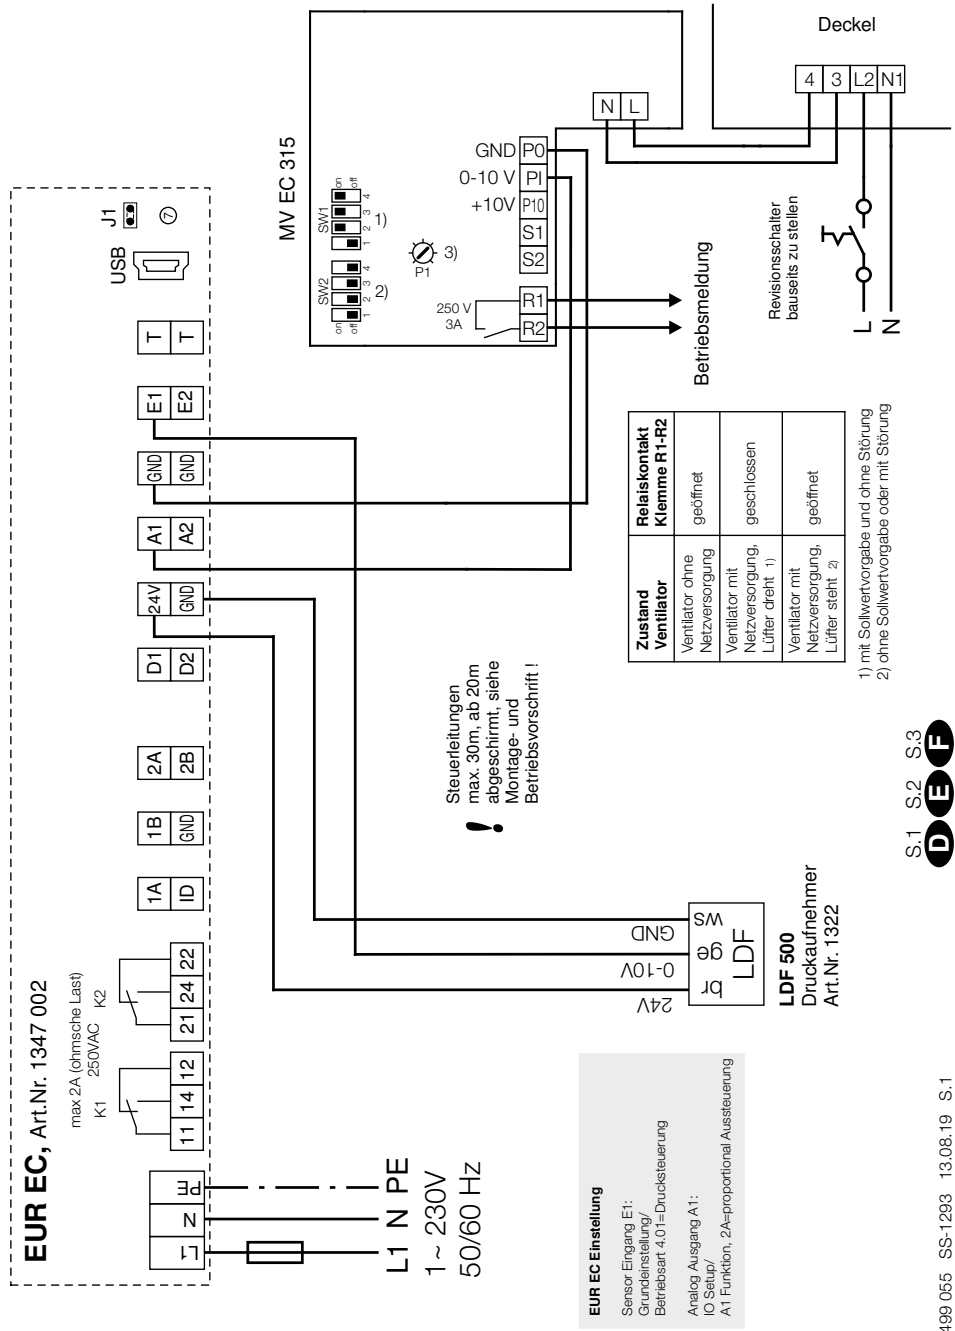 EUR EC, Art.Nr. 1347 002
max 2A (ohmsche Last)
250VAC
K1
K2
L1
N
PE
11
14
12
21
24
22
1A
ID
1B
GND
2A
2B
D1
D2
24V
GND
A1
A2
GND
GND
E1
E2
T
T
USB
J1
7
L1 N PE
1 ~ 230V
50/60 Hz
MV EC 315
SW2
on
off
1 2 3 4
2)
SW1
on
off
1 2 3 4
1)
P1
3)
GND
P0
0-10 V
PI
+10V
P10
S1
S2
250 V
3A
R1
R2
Betriebsmeldung
N
L
Deckel
4
3
L2
N1
Revisionsschalter
bauseits zu stellen
L
N
! Steuerleitungen
max. 30m, ab 20m
abgeschirmt, siehe
Montage- und
Betriebsvorschrift !
24V
0-10V
GND
br
ge
ws
LDF
LDF 500
Druckaufnehmer
Art.Nr. 1322
Zustand
Ventilator
Relaiskontakt
Klemme R1-R2
Ventilator ohne
Netzversorgung
geöffnet
Ventilator mit
Netzversorgung,
Lüfter dreht 1)
geschlossen
Ventilator mit
Netzversorgung,
Lüfter steht 2)
geöffnet
1) mit Sollwertvorgabe und ohne Störung
2) ohne Sollwertvorgabe oder mit Störung
EUR EC Einstellung
Sensor Eingang E1:
Grundeinstellung/
Betriebsart 4.01=Drucksteuerung
Analog Ausgang A1:
IO Setup/
A1 Funktion, 2A=proportional Aussteuerung
S.1 S.2 S.3
D E F
499 055 SS-1293 13.08.19 S.1